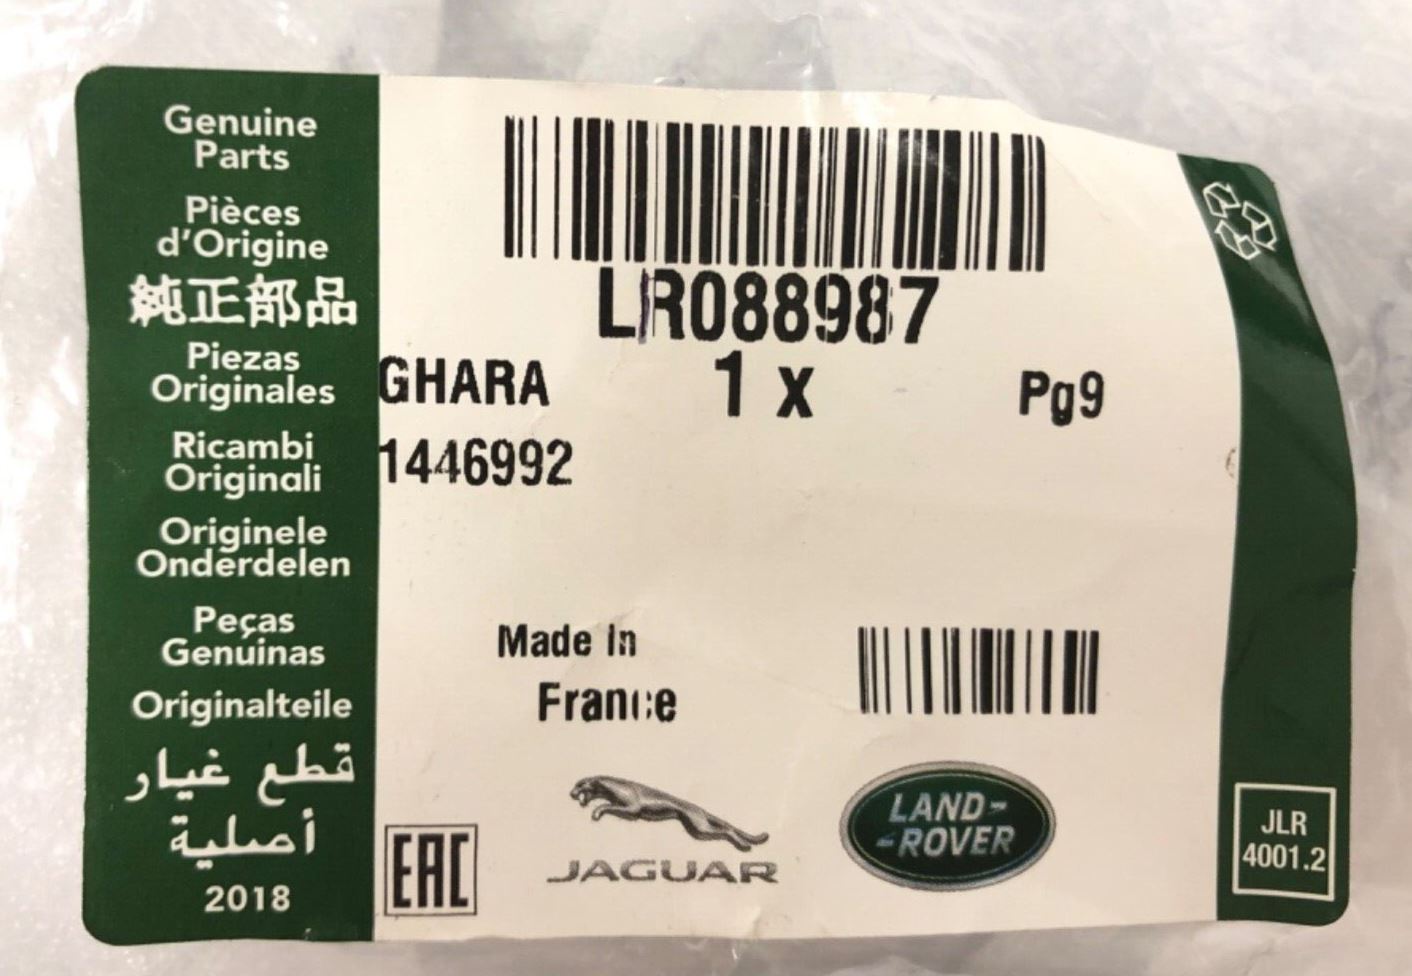 Genuine
Parts
Pièces
d'Origine
純正部品
Piezas
Originales
Ricambi
Originali
Originele
Onderdelen
Peças
Genuinas
Originalteile
قطع غيار
أصلية
2018
LR088987
GHARA 1 x Pg9
1446992
Made In
France
EAC
JAGUAR
LAND-
-ROVER
JLR
4001.2